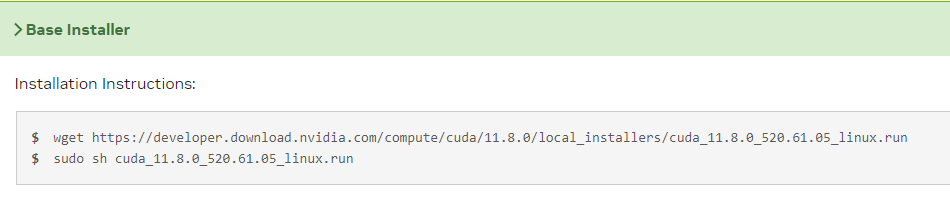 > Base Installer
Installation Instructions:
$ wget https://developer.download.nvidia.com/compute/cuda/11.8.0/local_installers/cuda_11.8.0_520.61.05_linux.run
$ sudo sh cuda_11.8.0_520.61.05_linux.run